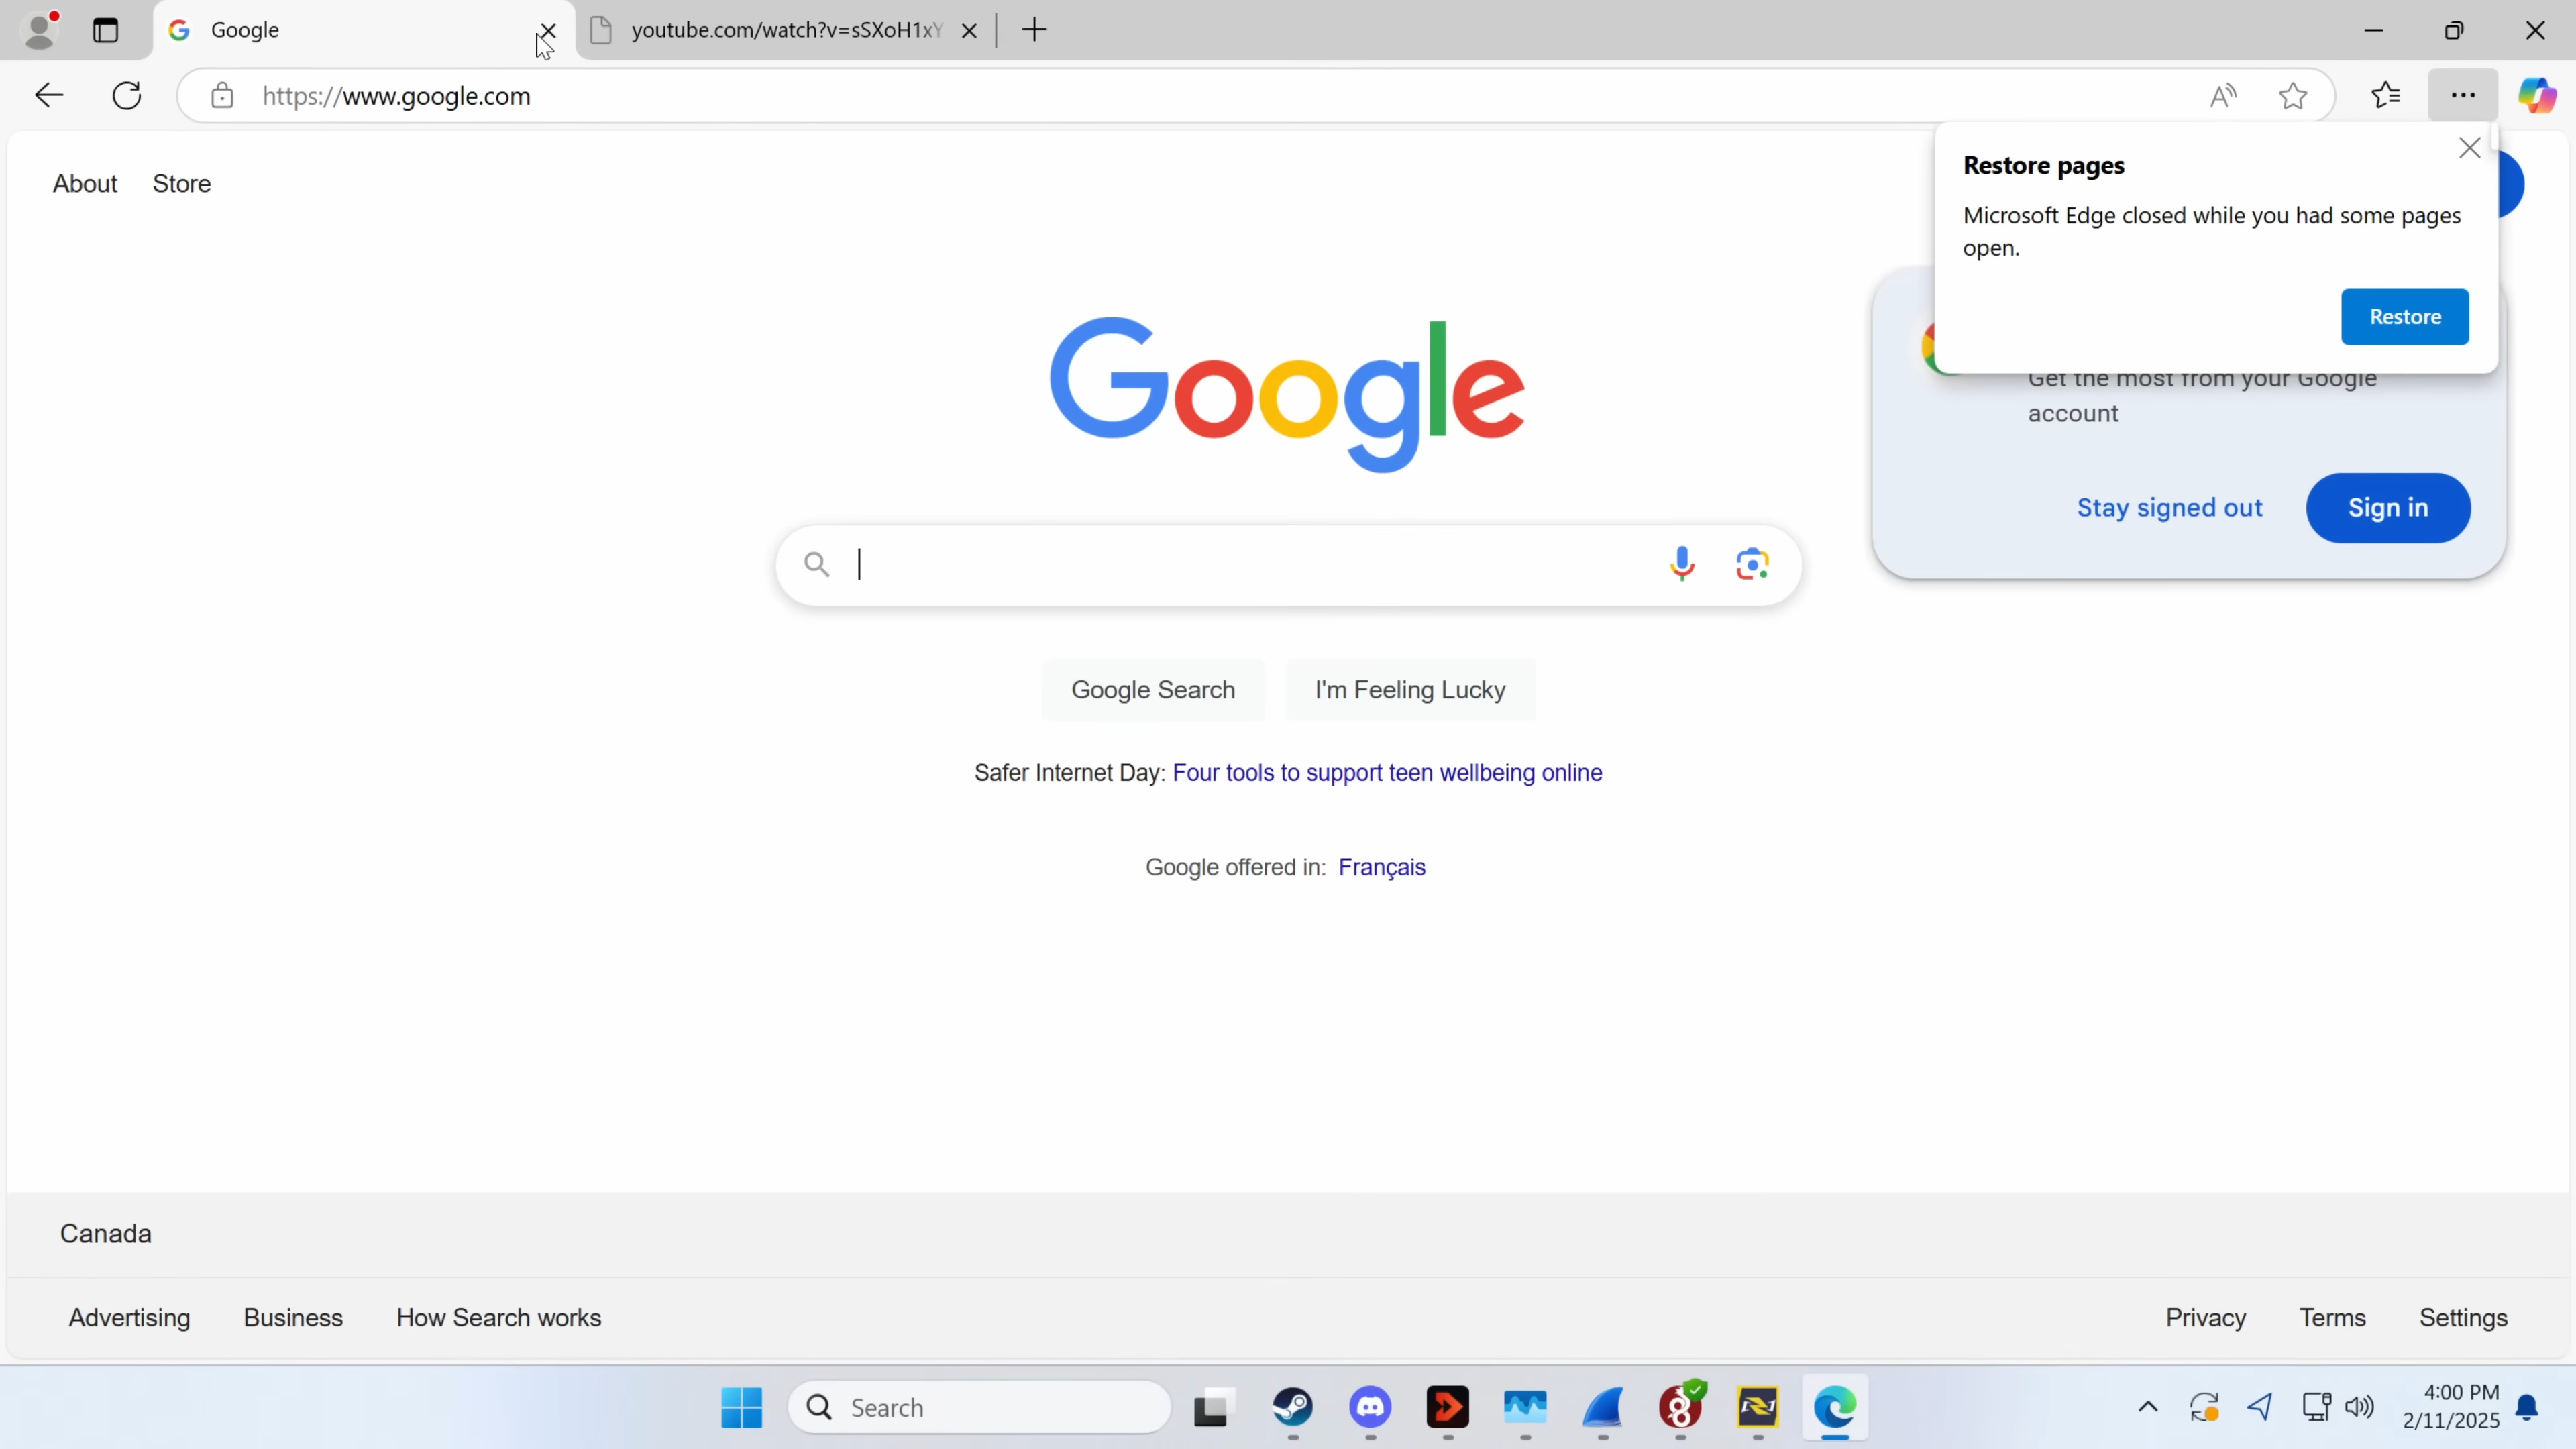 Google
youtube.com/watch?v=sSXoH1xY
https://www.google.com
About
Store
Restore pages
Microsoft Edge closed while you had some pages
open.
Restore
Get the most from your Google
account
Stay signed out
Sign in
Google
Google Search
I'm Feeling Lucky
Safer Internet Day: Four tools to support teen wellbeing online
Google offered in: Français
Canada
Advertising
Business
How Search works
Privacy
Terms
Settings
Search
4:00 PM
2/11/2025